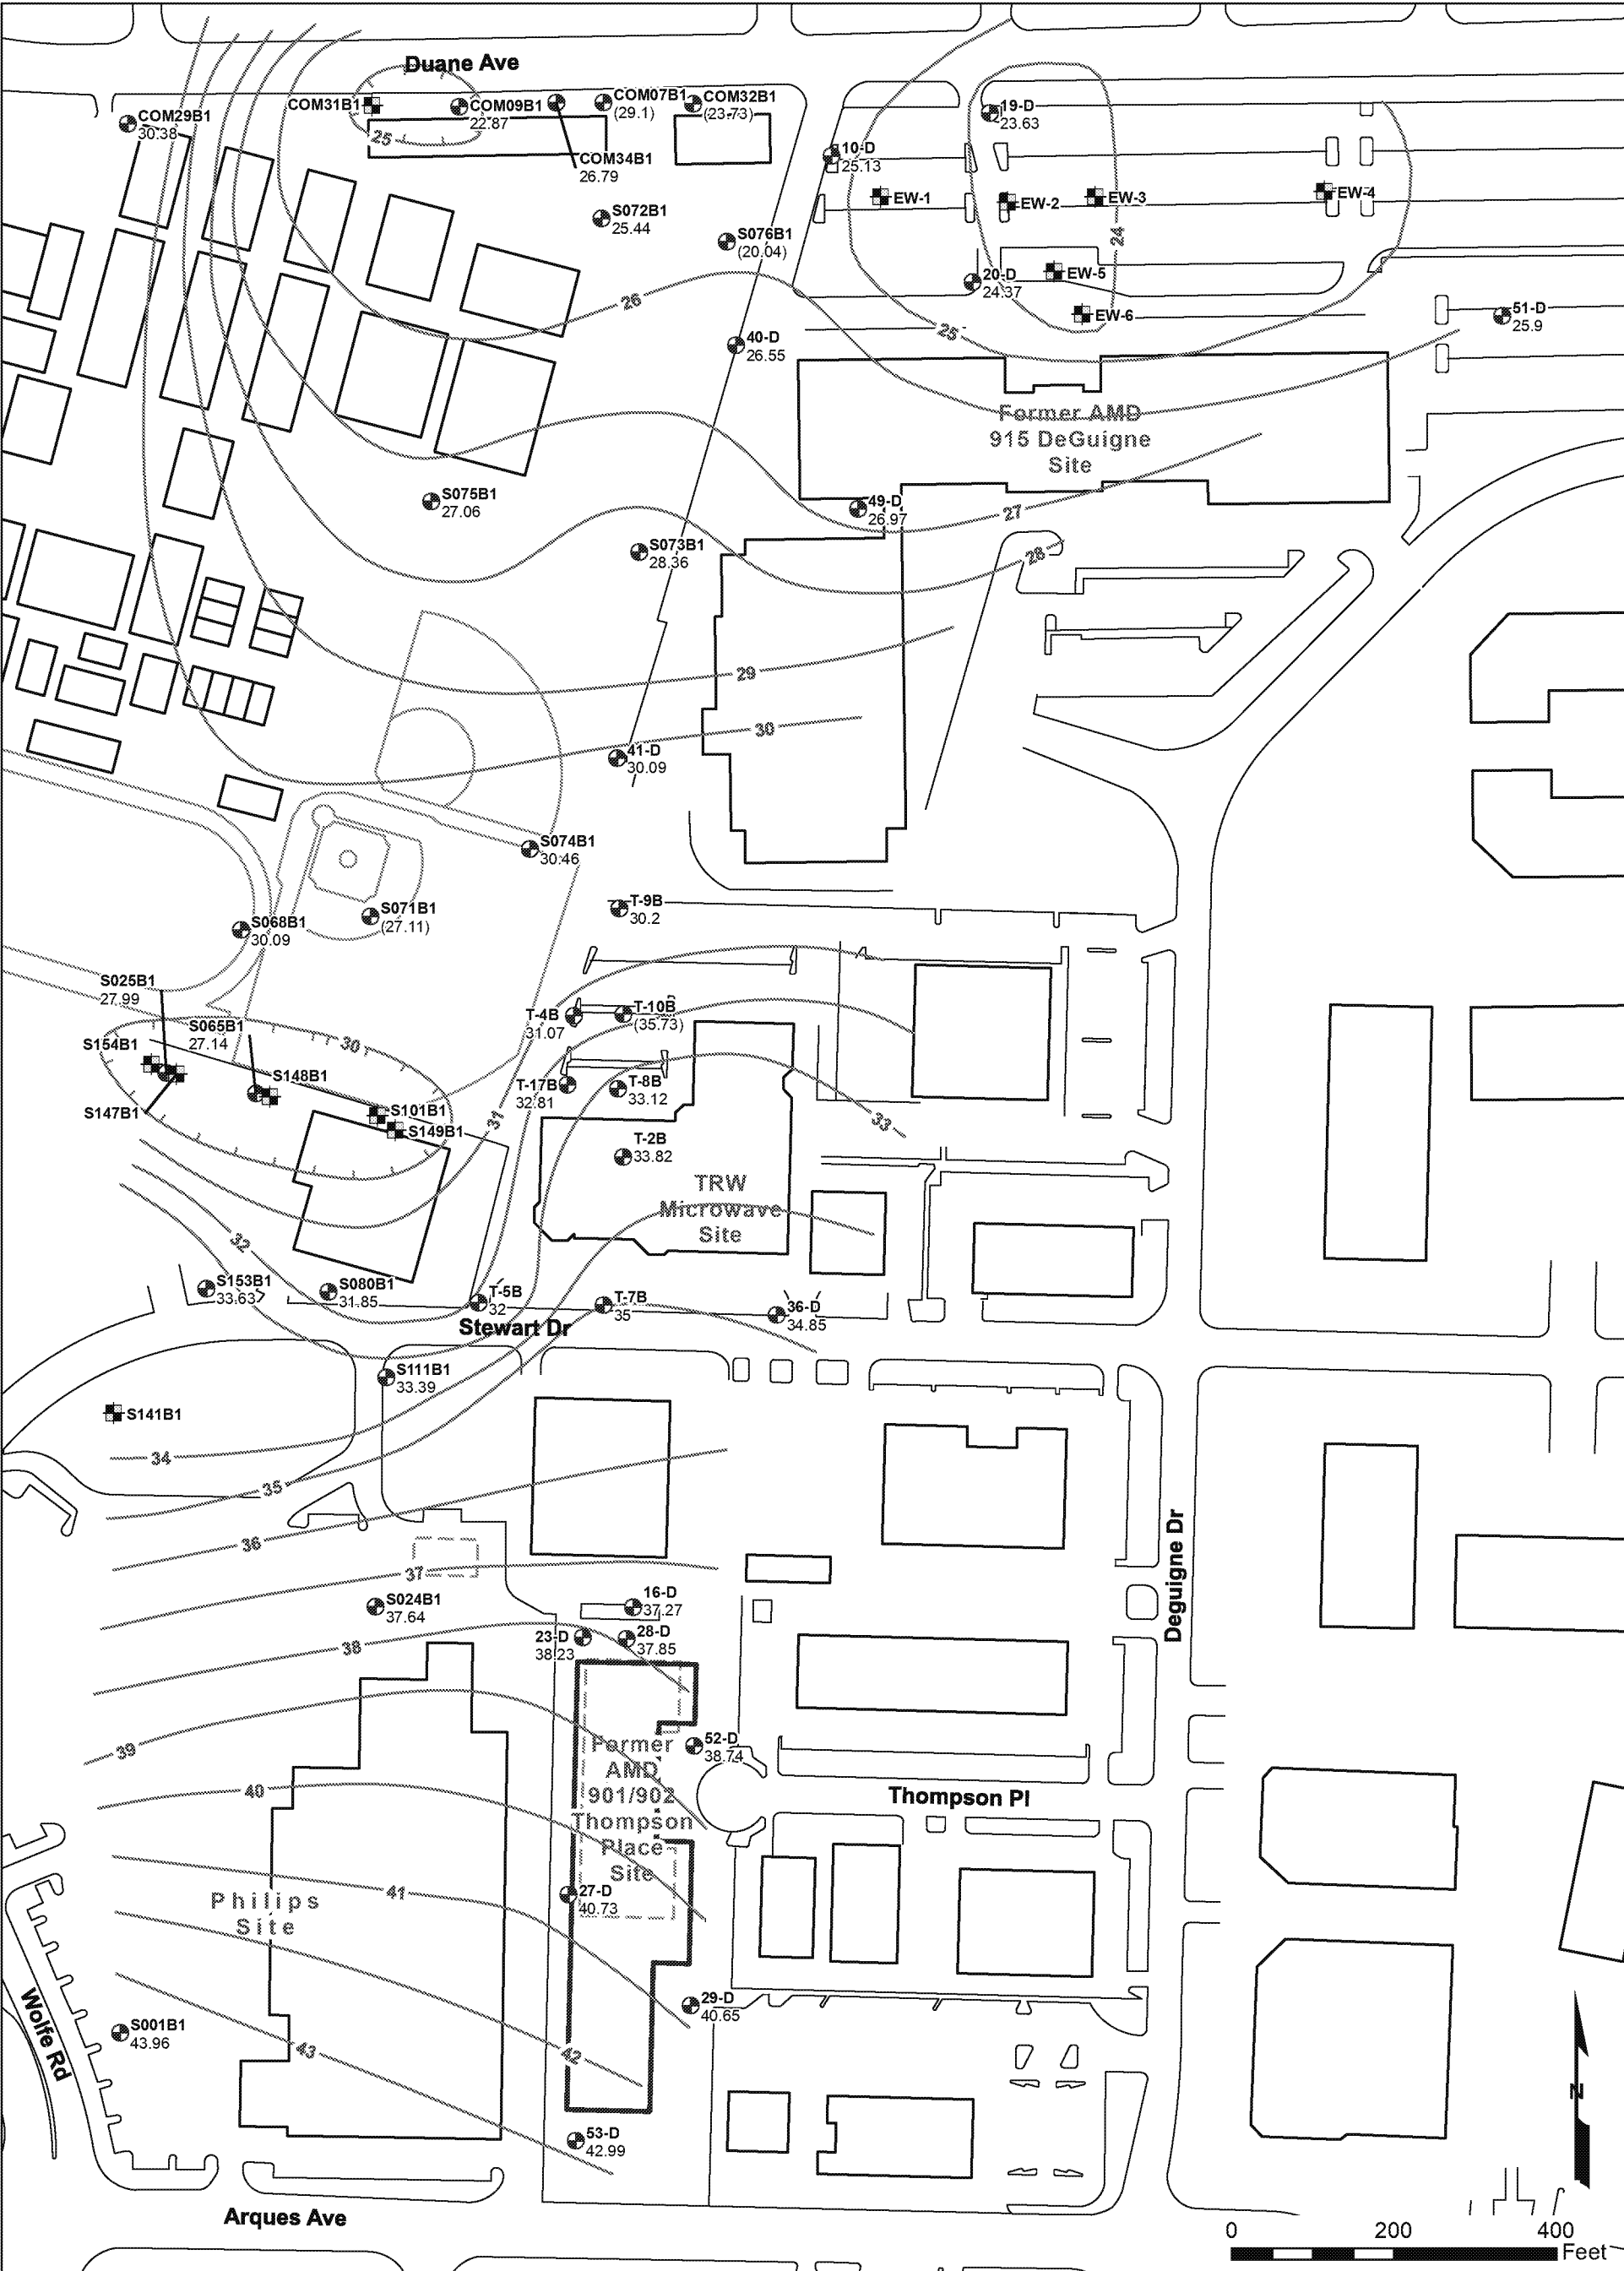 Duane Ave
COM29B1
30.38
COM31B1
COM09B1
22.87
COM07B1
(29.1)
COM32B1
(23.73)
25
COM34B1
26.79
19-D
23.63
10-D
25.13
EW-1
EW-2
EW-3
EW-4
S072B1
25.44
S076B1
(20.04)
24
20-D
24.37
EW-5
EW-6
26
25
51-D
25.9
40-D
26.55
Former AMD
915 DeGuigne
Site
S075B1
27.06
49-D
26.97
27
S073B1
28.36
28
29
30
41-D
30.09
S074B1
30.46
S071B1
(27.11)
T-9B
30.2
S068B1
30.09
S025B1
27.99
S065B1
27.14
S154B1
30
T-4B
31.07
T-10B
(35.73)
S148B1
T-17B
32.81
T-8B
33.12
S147B1
S101B1
S149B1
31
33
T-2B
33.82
TRW
Microwave
Site
32
S153B1
33.63
S080B1
31.85
T-5B
32
T-7B
35
36-D
34.85
Stewart Dr
S111B1
33.39
S141B1
34
35
36
37
Deguigne Dr
S024B1
37.64
16-D
37.27
23-D
38.23
28-D
37.85
38
39
52-D
38.74
Former
AMD
901/902
Thompson
Place
Site
40
Thompson Pl
41
27-D
40.73
Philips
Site
29-D
40.65
Wolfe Rd
S001B1
43.96
43
42
N
53-D
42.99
Arques Ave
0 200 400
Feet